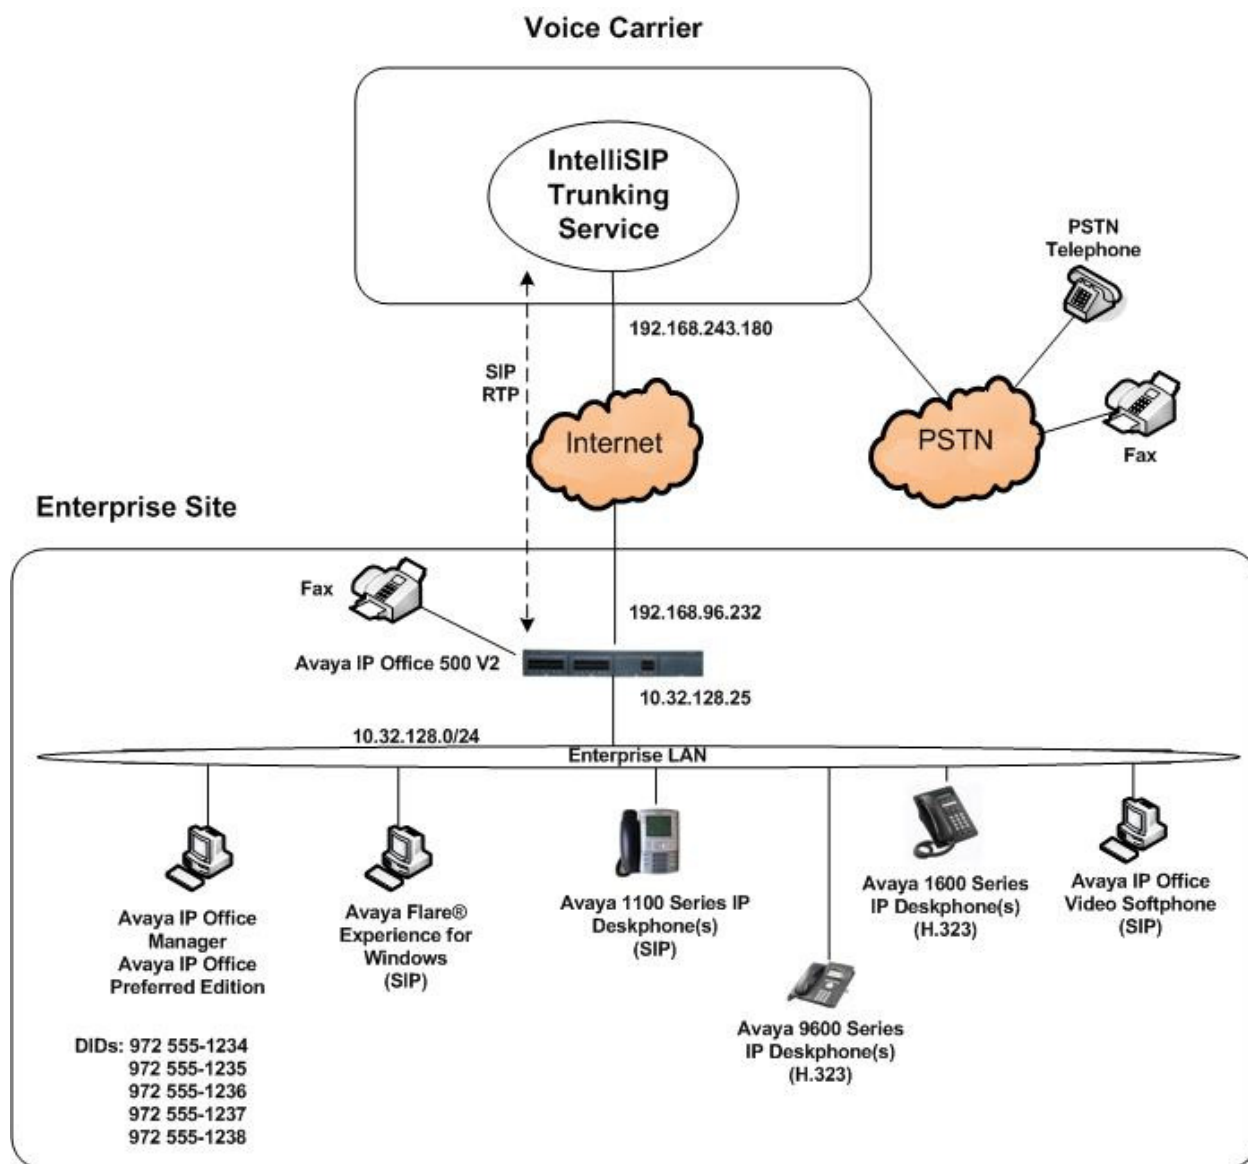 Voice Carrier
IntelliSIP
Trunking
Service
PSTN
Telephone
192.168.243.180
SIP
RTP
Internet
PSTN
Fax
Enterprise Site
Fax
192.168.96.232
Avaya IP Office 500 V2
10.32.128.25
10.32.128.0/24
Enterprise LAN
Avaya IP Office
Manager
Avaya IP Office
Preferred Edition
Avaya Flare®
Experience for
Windows
(SIP)
Avaya 1100 Series IP
Deskphone(s)
(SIP)
Avaya 1600 Series
IP Deskphone(s)
(H.323)
Avaya IP Office
Video Softphone
(SIP)
Avaya 9600 Series
IP Deskphone(s)
(H.323)
DIDs: 972 555-1234
972 555-1235
972 555-1236
972 555-1237
972 555-1238